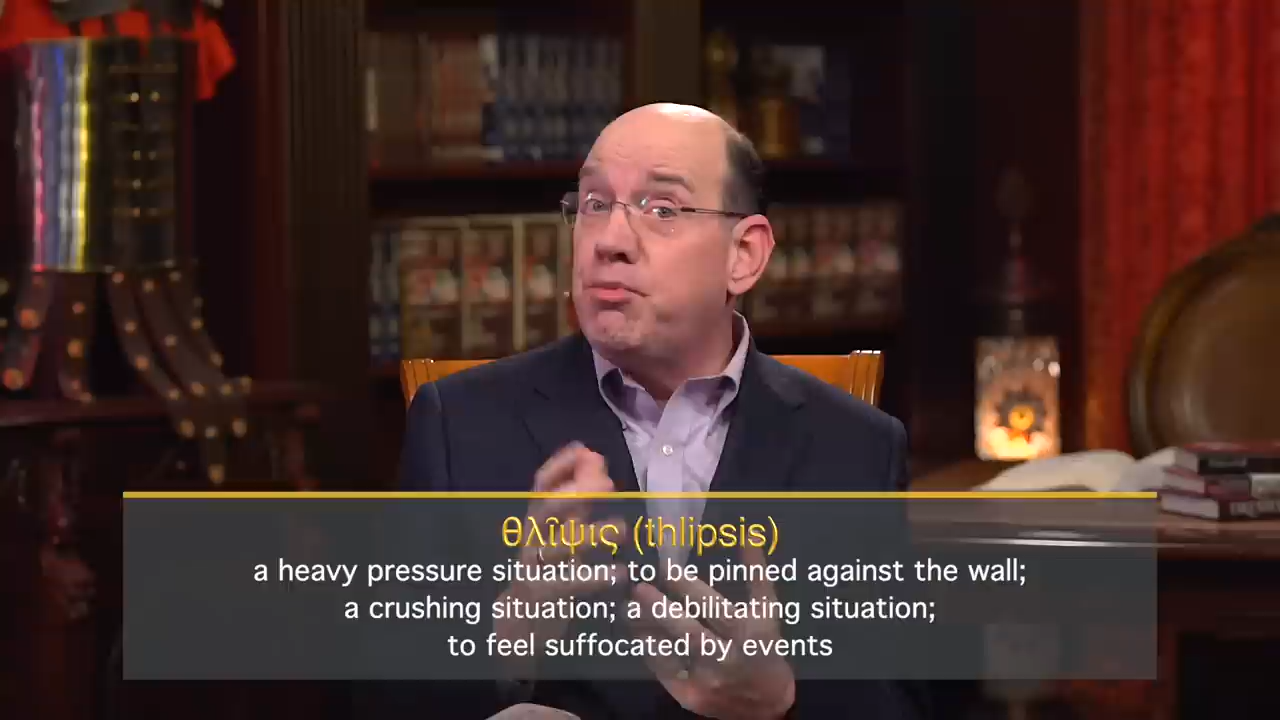 θλῖψις (thlipsis)
a heavy pressure situation; to be pinned against the wall;
a crushing situation; a debilitating situation;
to feel suffocated by events